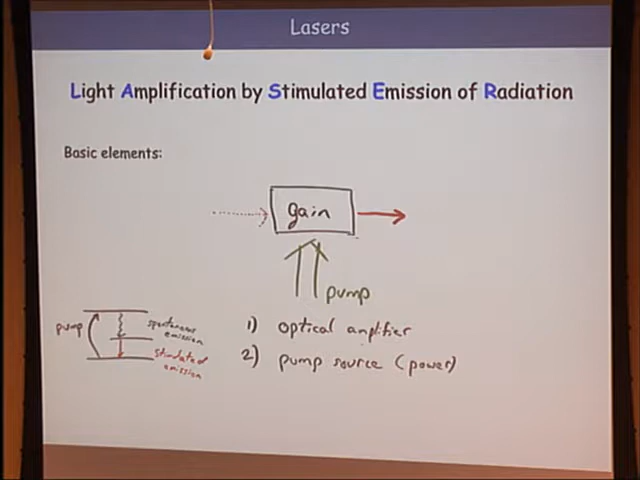 Lasers
Light Amplification by Stimulated Emission of Radiation
Basic elements:
gain
pump
pump
spontaneous
emission
stimulated
emission
1) optical amplifier
2) pump source (power)